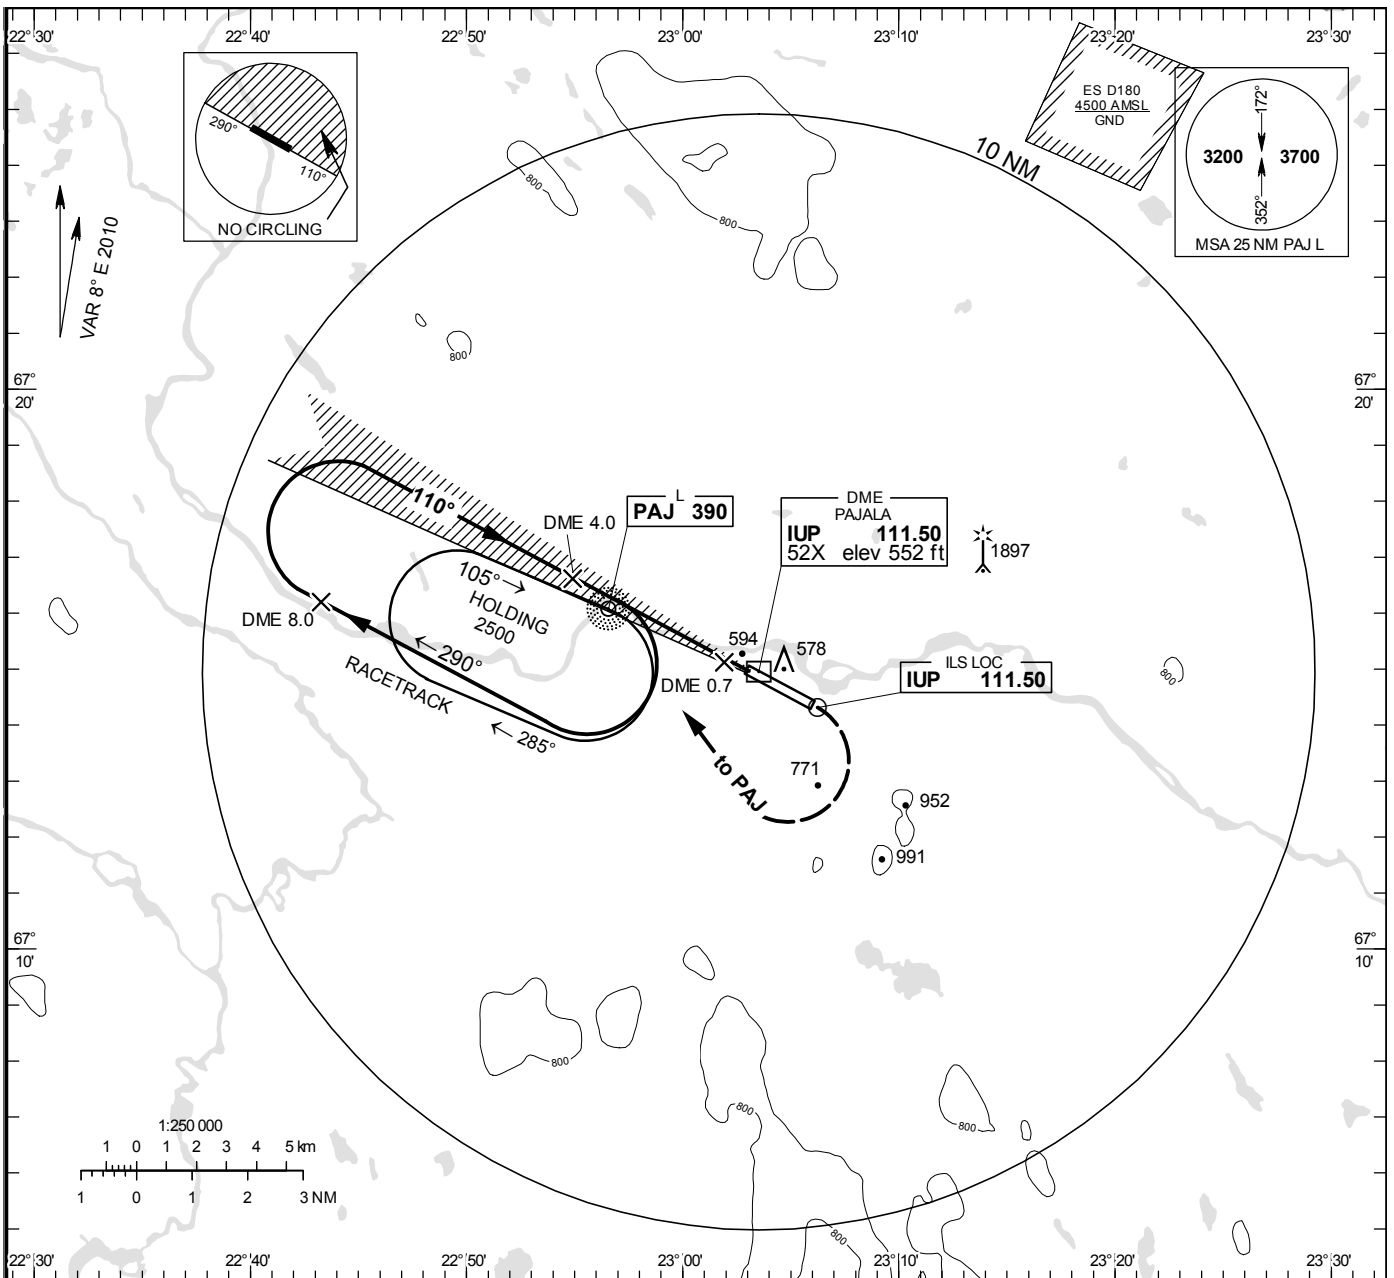 22° 30'
22° 40'
22° 50'
23° 00'
23° 10'
23° 20'
23° 30'
290°
110°
NO CIRCLING
VAR 8° E 2010
ES D180
4500 AMSL
GND
172°
3200
3700
352°
MSA 25 NM PAJ L
10 NM
800
800
800
67°
20'
67°
20'
110°
DME 4.0
L
PAJ 390
DME
PAJALA
IUP 111.50
52X elev 552 ft
1897
105°→
HOLDING
2500
DME 8.0
←290°
RACETRACK
←285°
594
578
DME 0.7
ILS LOC
IUP 111.50
800
to PAJ
771
952
991
67°
10'
67°
10'
800
800
800
800
1:250 000
1 0 1 2 3 4 5 km
1 0 1 2 3 NM
22° 30'
22° 40'
22° 50'
23° 00'
23° 10'
23° 20'
23° 30'